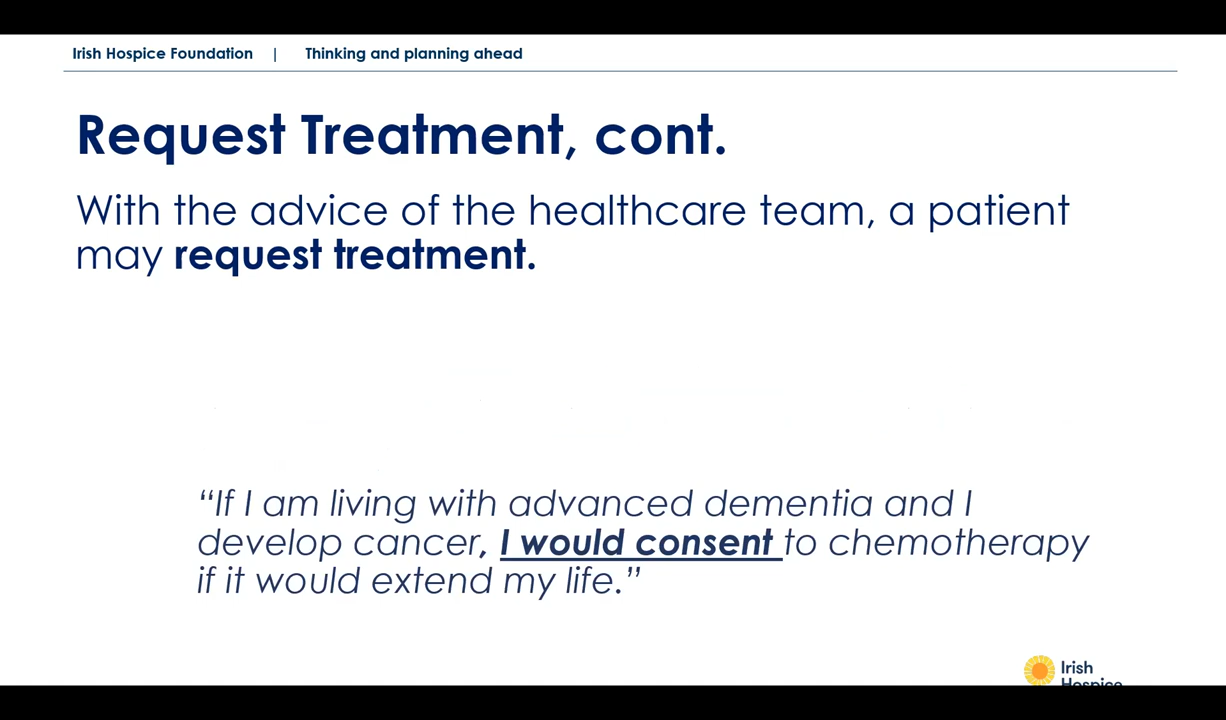 Irish Hospice Foundation | Thinking and planning ahead
Request Treatment, cont.
With the advice of the healthcare team, a patient
may request treatment.
“If I am living with advanced dementia and I
develop cancer, I would consent to chemotherapy
if it would extend my life.”
Irish
Hospice